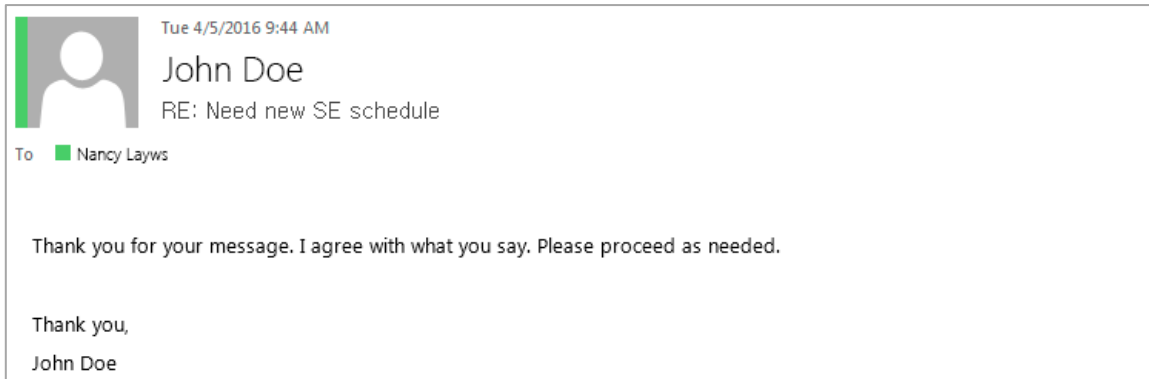 Tue 4/5/2016 9:44 AM
John Doe
RE: Need new SE schedule
To Nancy Layws
Thank you for your message. I agree with what you say. Please proceed as needed.
Thank you,
John Doe